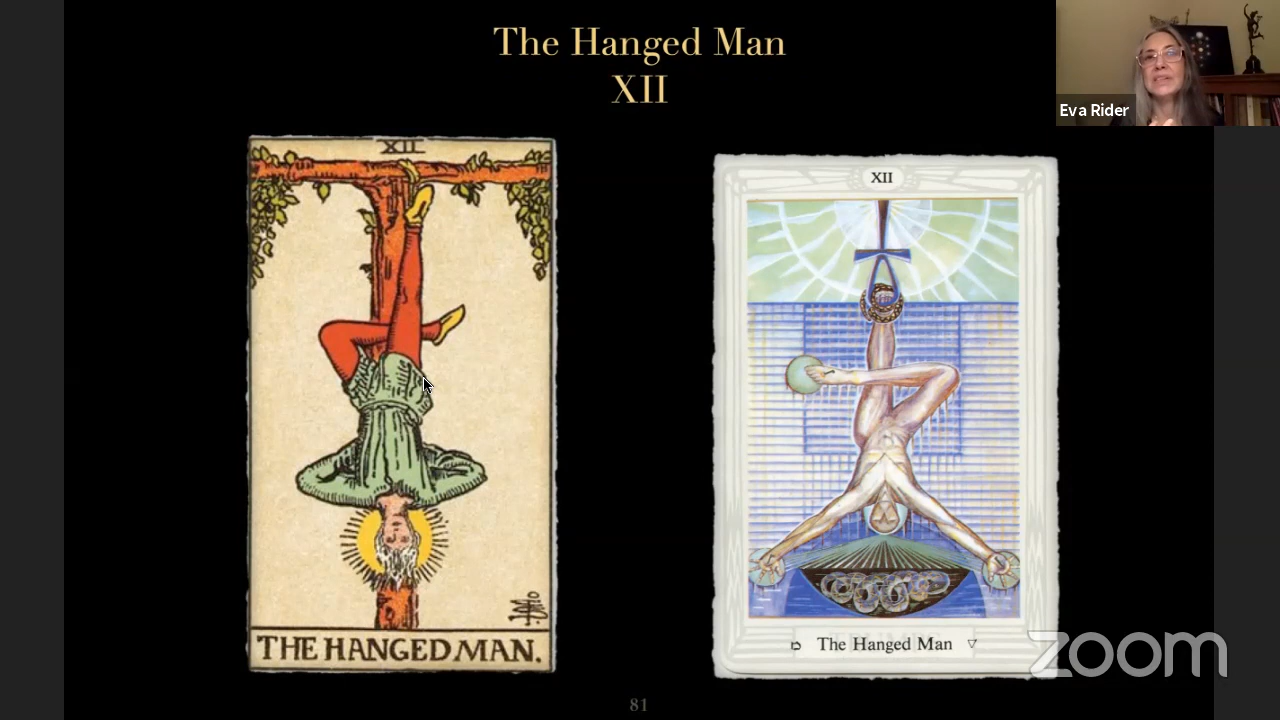 The Hanged Man
XII
Eva Rider
XII
THE HANGED MAN.
XII
מ The Hanged Man ▽
zoom
81